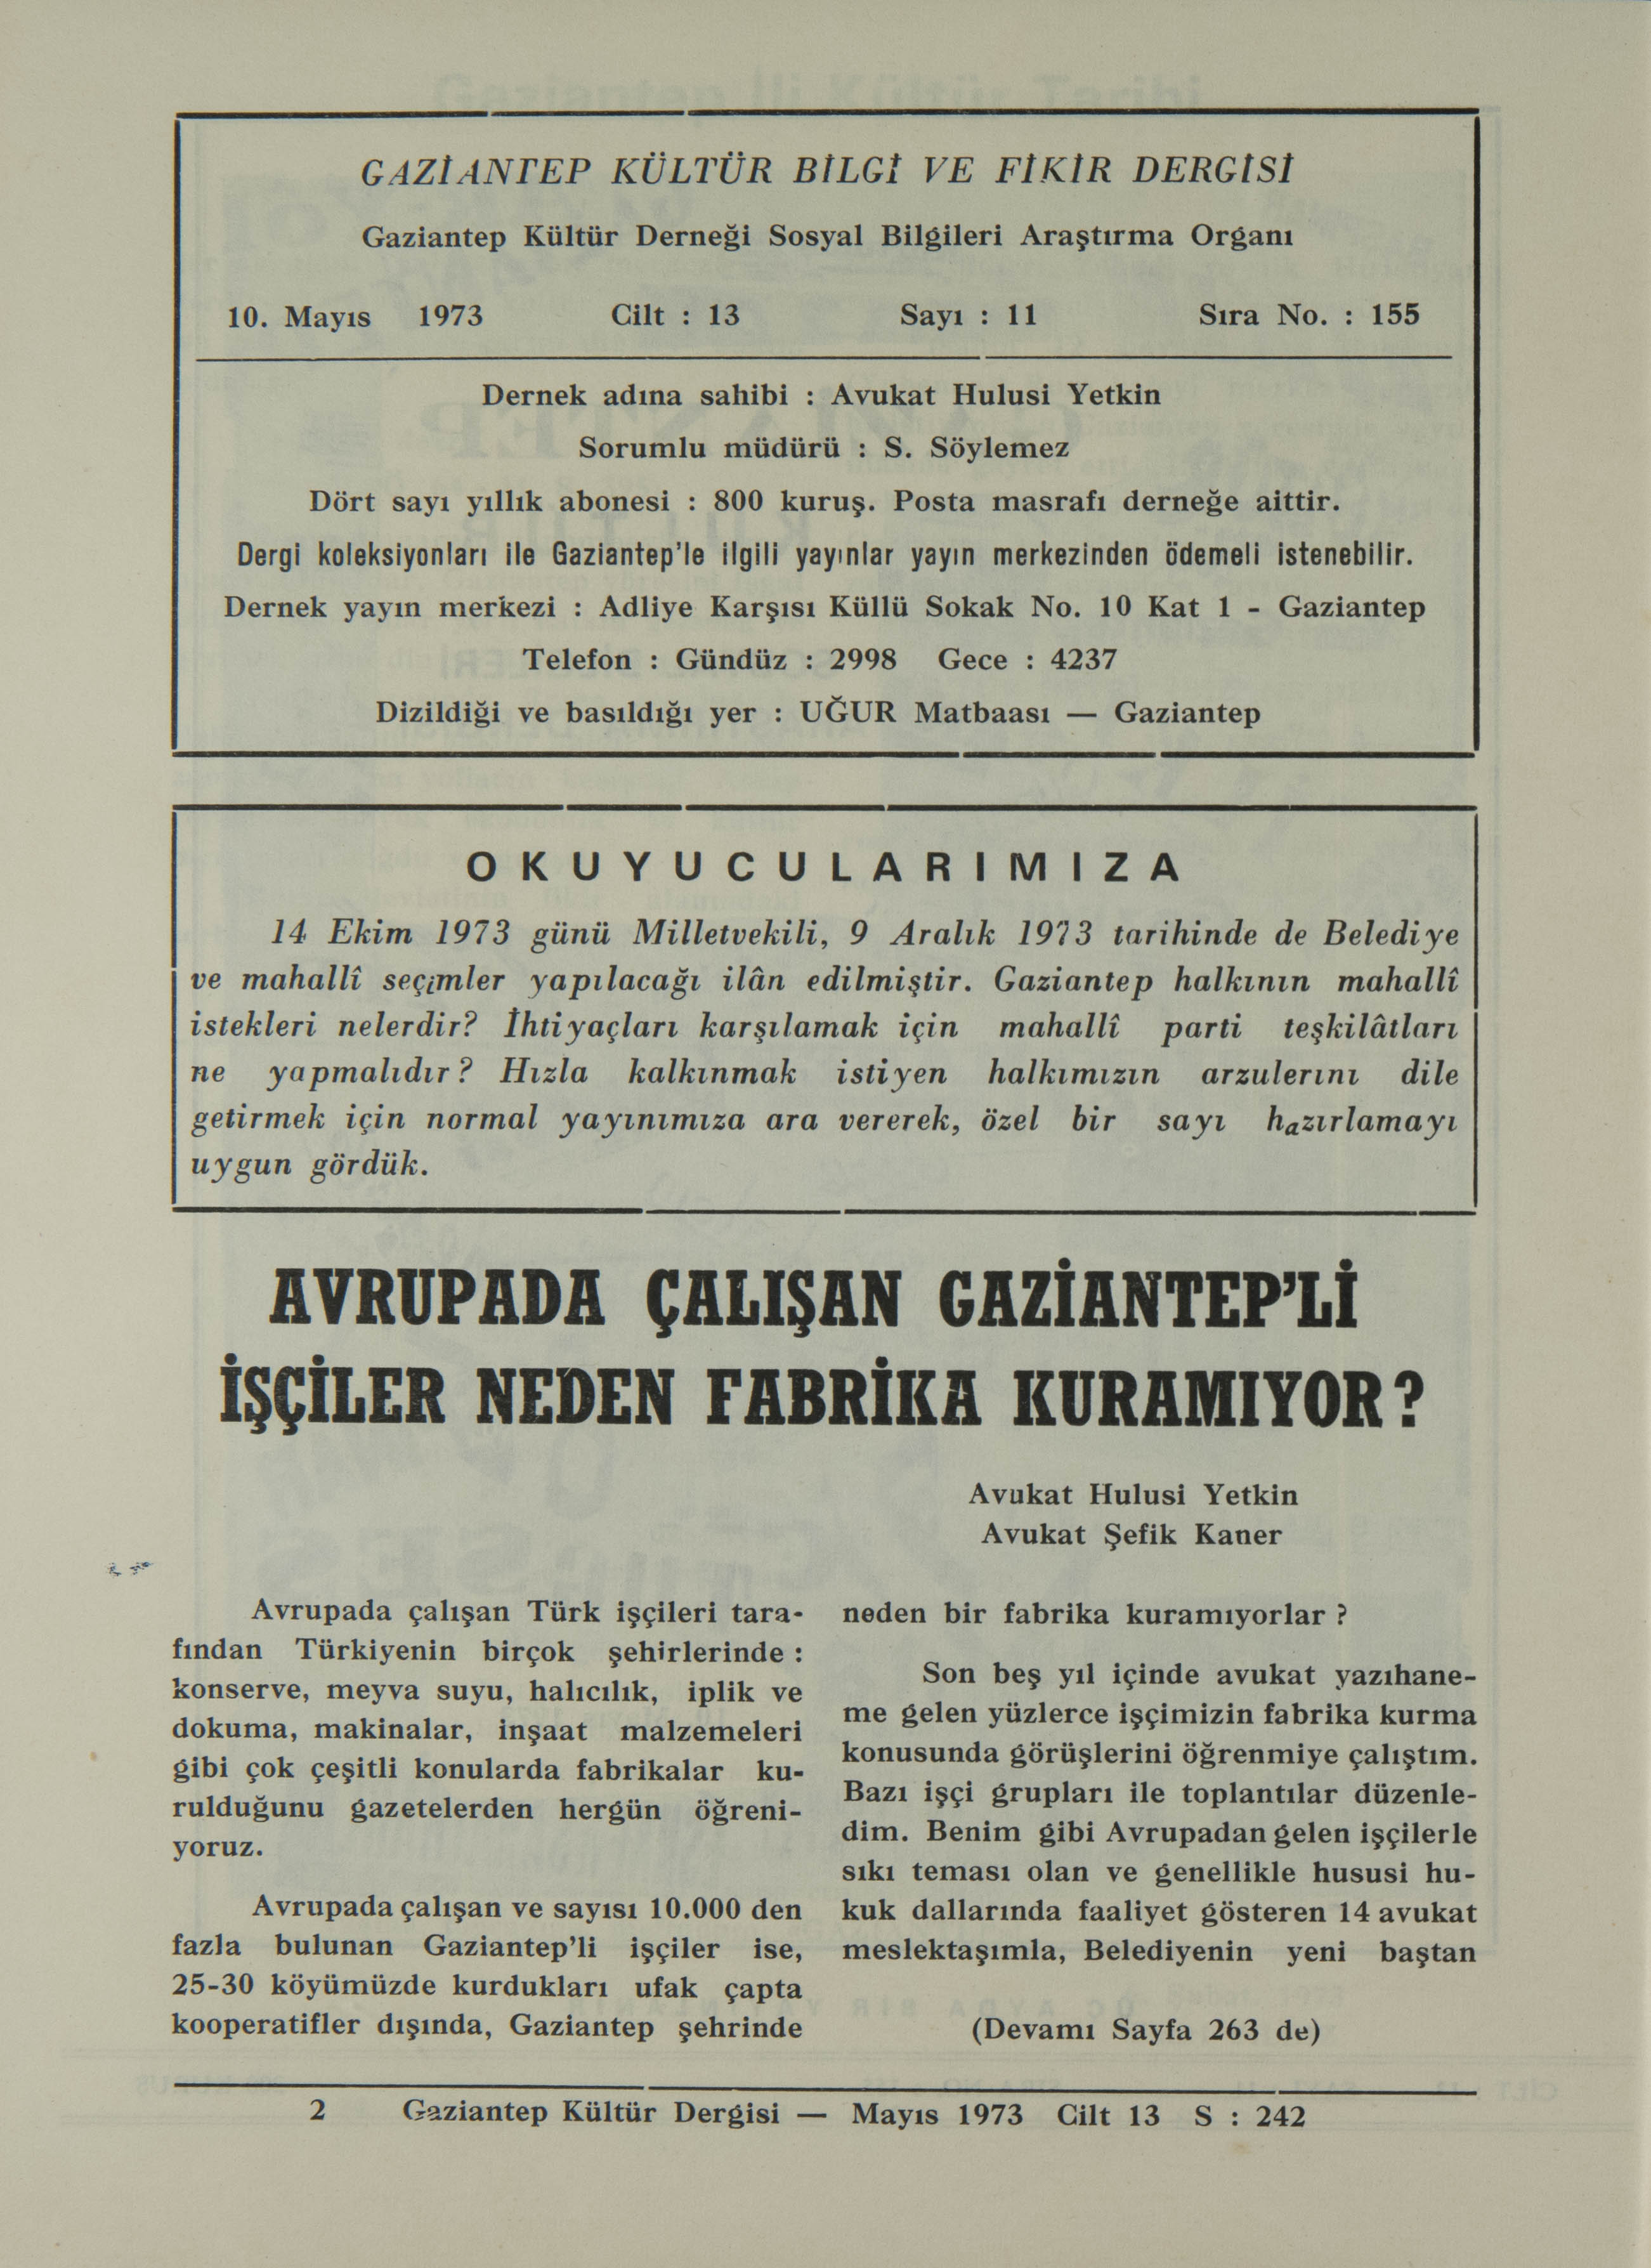 GAZİANTEP KÜLTÜR BİLGİ VE FİKİR DERGİSİ
Gaziantep Kültür Derneği Sosyal Bilgileri Araştırma Organı
10. Mayıs 1973 Cilt : 13 Sayı : 11 Sıra No. : 155
Dernek adına sahibi : Avukat Hulusi Yetkin
Sorumlu müdürü : S. Söylemez
Dört sayı yıllık abonesi : 800 kuruş. Posta masrafı derneğe aittir.
Dergi koleksiyonları ile Gaziantep'le ilgili yayınlar yayın merkezinden ödemeli istenebilir.
Dernek yayın merkezi : Adliye Karşısı Küllü Sokak No. 10 Kat 1 - Gaziantep
Telefon : Gündüz : 2998 Gece : 4237
Dizildiği ve basıldığı yer : UĞUR Matbaası — Gaziantep
OKUYUCULARIMIZA
14 Ekim 1973 günü Milletvekili, 9 Aralık 1973 tarihinde de Belediye
ve mahallî seçimler yapılacağı ilân edilmiştir. Gaziantep halkının mahallî
istekleri nelerdir? İhtiyaçları karşılamak için mahallî parti teşkilâtları
ne yapmalıdır? Hızla kalkınmak istiyen halkımızın arzulerını dile
getirmek için normal yayınımıza ara vererek, özel bir sayı hazırlamayı
uygun gördük.
AVRUPADA ÇALIŞAN GAZİANTEP'Lİ
İŞÇİLER NEDEN FABRİKA KURAMIYOR?
Avukat Hulusi Yetkin
Avukat Şefik Kaner
Avrupada çalışan Türk işçileri tara-
fından Türkiyenin birçok şehirlerinde :
konserve, meyva suyu, halıcılık, iplik ve
dokuma, makinalar, inşaat malzemeleri
gibi çok çeşitli konularda fabrikalar ku-
rulduğunu gazetelerden hergün öğreni-
yoruz.
Avrupada çalışan ve sayısı 10.000 den
fazla bulunan Gaziantep'li işçiler ise,
25-30 köyümüzde kurdukları ufak çapta
kooperatifler dışında, Gaziantep şehrinde
neden bir fabrika kuramıyorlar ?
Son beş yıl içinde avukat yazıhane-
me gelen yüzlerce işçimizin fabrika kurma
konusunda görüşlerini öğrenmiye çalıştım.
Bazı işçi grupları ile toplantılar düzenle-
dim. Benim gibi Avrupadan gelen işçilerle
sıkı teması olan ve genellikle hususi hu-
kuk dallarında faaliyet gösteren 14 avukat
meslektaşımla, Belediyenin yeni baştan
(Devamı Sayfa 263 de)
2 Gaziantep Kültür Dergisi — Mayıs 1973 Cilt 13 S : 242